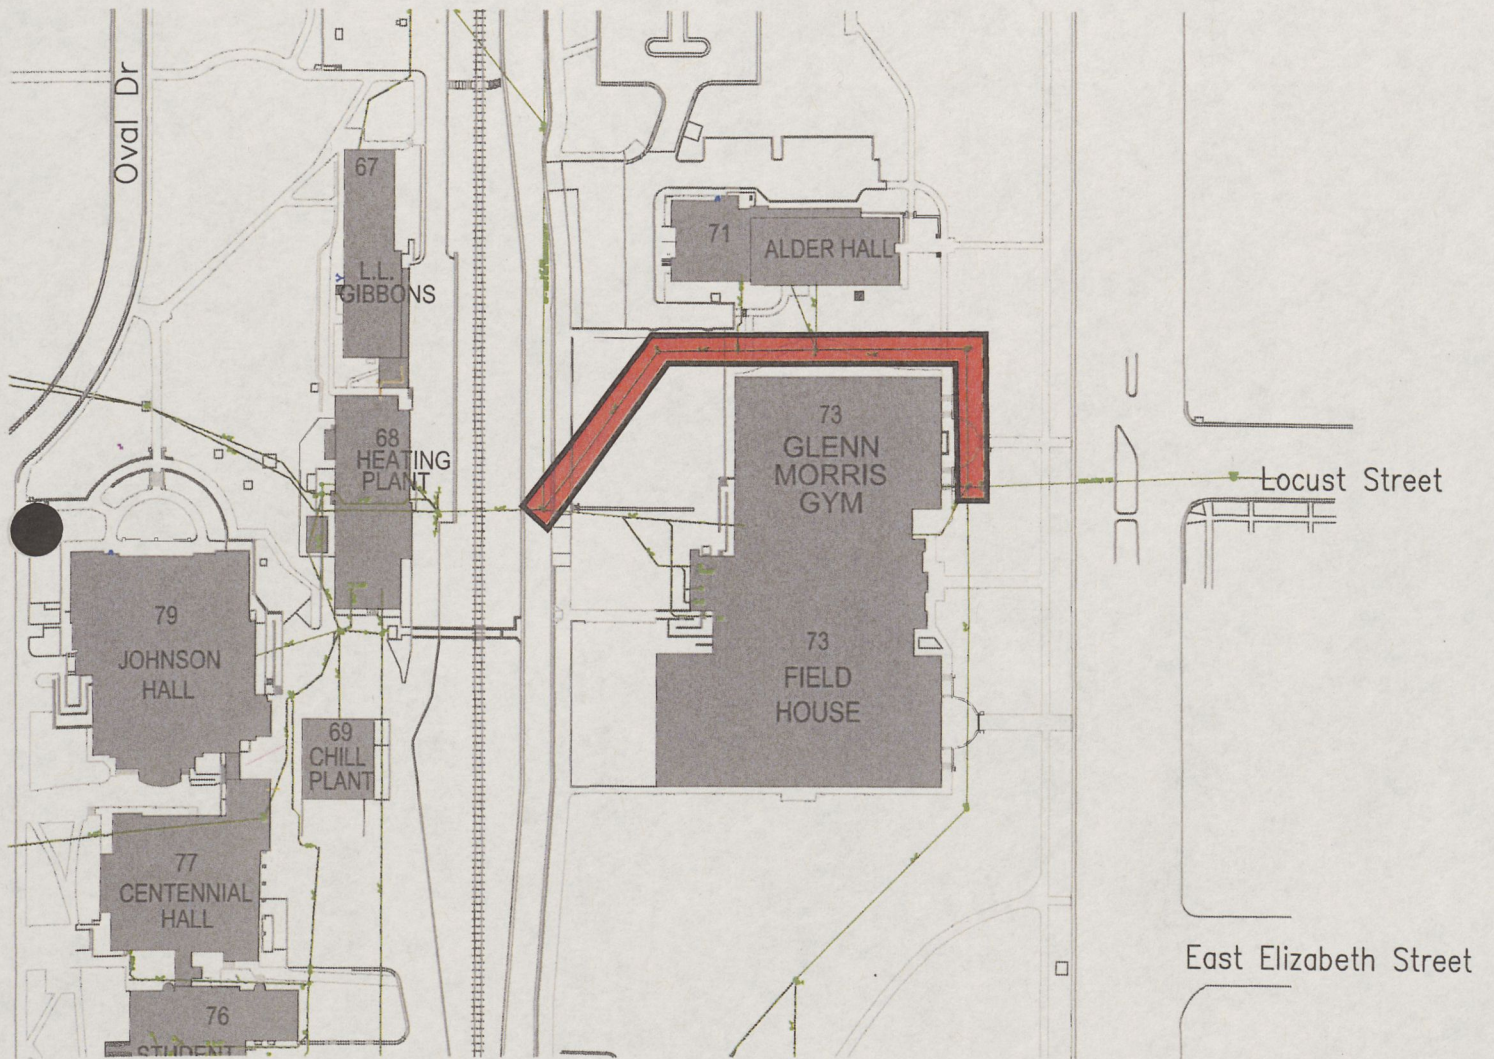 Oval Dr
67
L.L.
GIBBONS
71
ALDER HALL
68
HEATING
PLANT
73
GLENN
MORRIS
GYM
Locust Street
79
JOHNSON
HALL
73
FIELD
HOUSE
69
CHILL
PLANT
77
CENTENNIAL
HALL
East Elizabeth Street
76
STUDENT